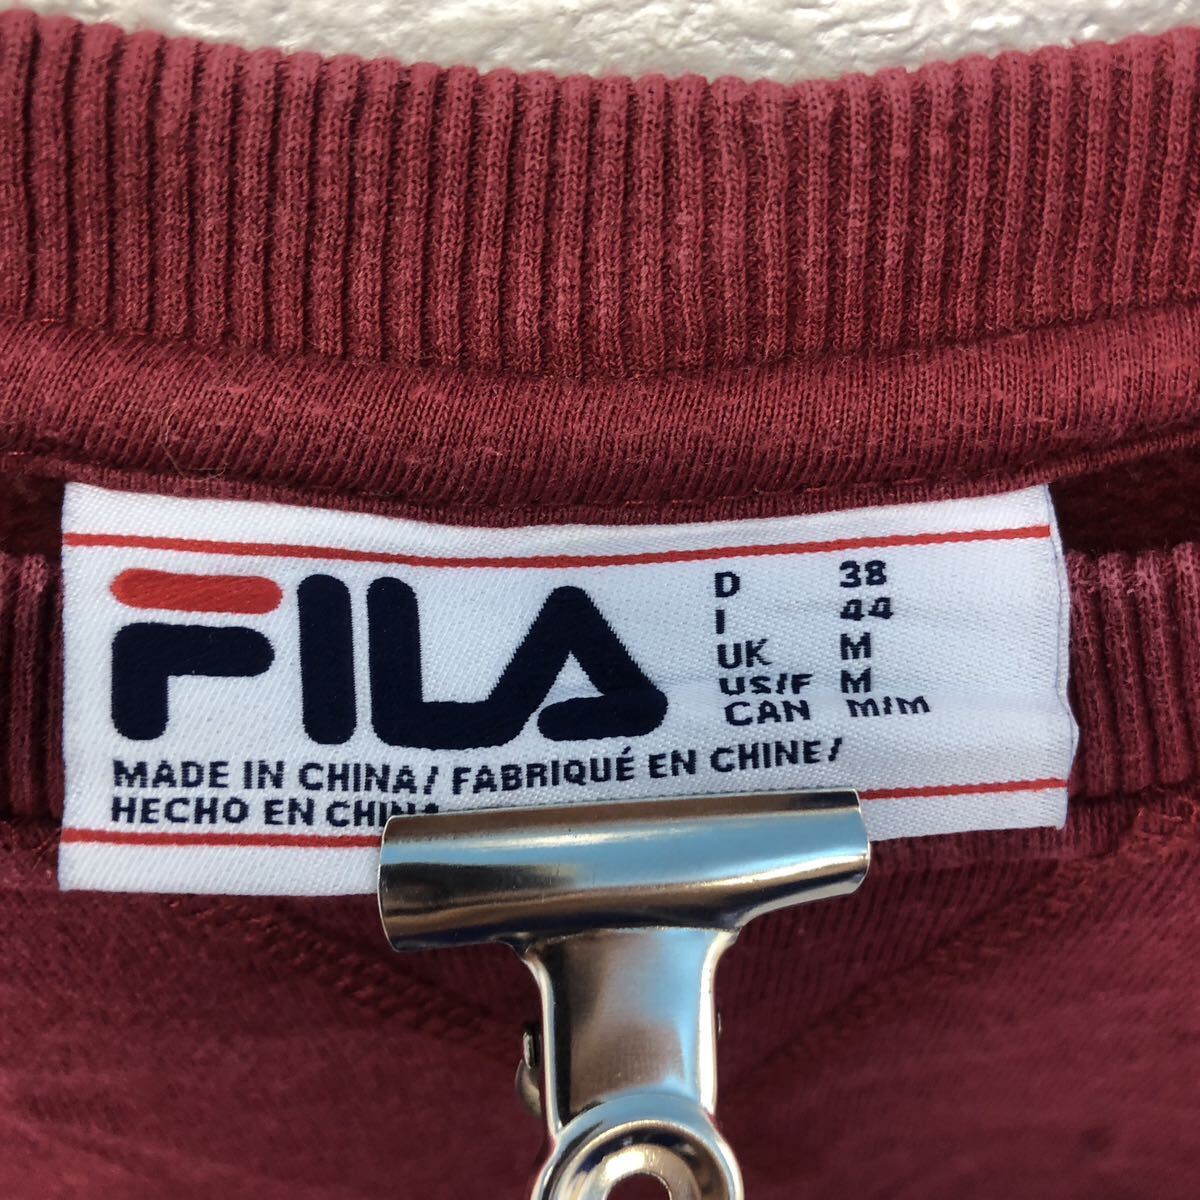 FILA
D 38
I 44
UK M
US/F M
CAN M/M
MADE IN CHINA/ FABRIQUÉ EN CHINE/
HECHO EN CHINA